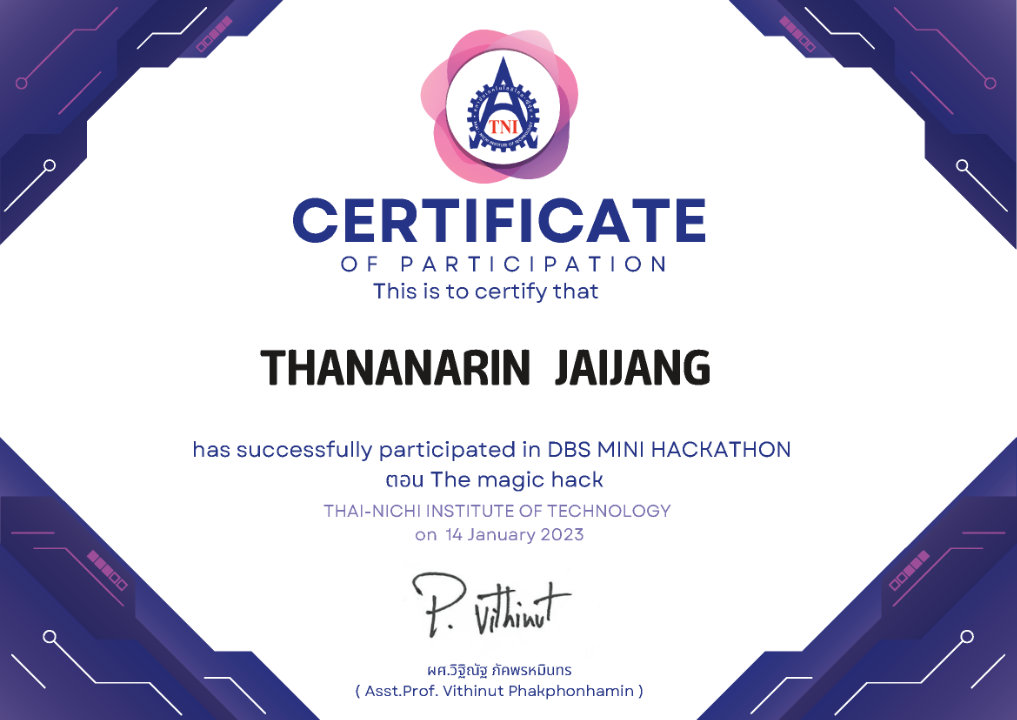 TNI
CERTIFICATE
OF PARTICIPATION
This is to certify that
THANANARIN JAIJANG
has successfully participated in DBS MINI HACKATHON
ตอน The magic hack
THAI-NICHI INSTITUTE OF TECHNOLOGY
on 14 January 2023
P. Vithinut
ผศ.วิฐิณัฐ ภัคพรหมินทร
( Asst.Prof. Vithinut Phakphonhamin )